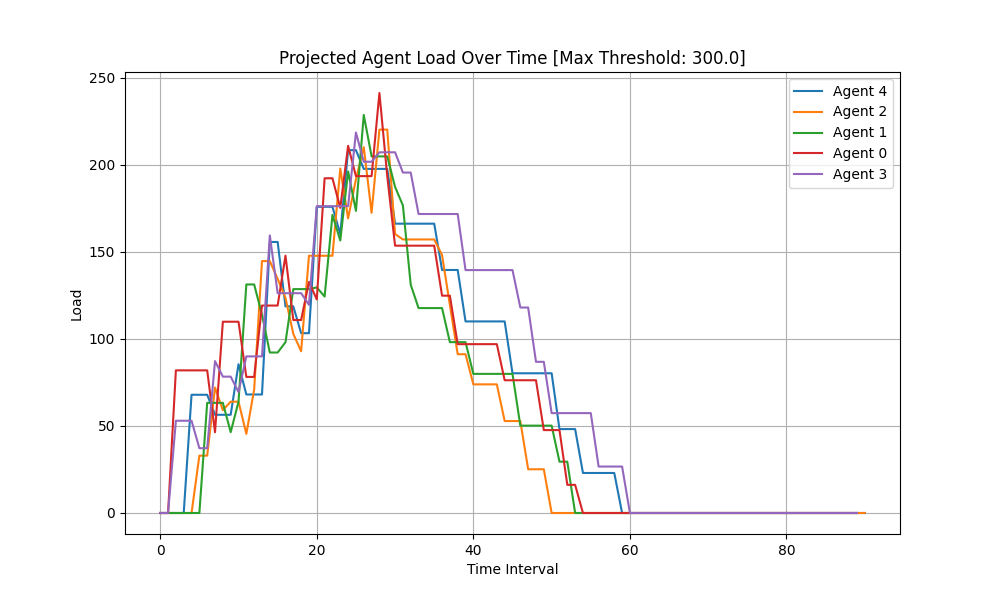 Projected Agent Load Over Time [Max Threshold: 300.0]
250
200
150
100
50
0
Load
0 20 40 60 80
Time Interval
Agent 4
Agent 2
Agent 1
Agent 0
Agent 3